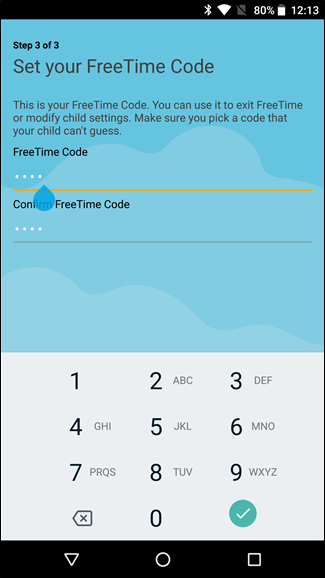 80% 12:13
Step 3 of 3
Set your FreeTime Code
This is your FreeTime Code. You can use it to exit FreeTime
or modify child settings. Make sure you pick a code that
your child can't guess.
FreeTime Code
••••
Confirm FreeTime Code
••••
1 2 ABC 3 DEF
4 GHI 5 JKL 6 MNO
7 PRQS 8 TUV 9 WXYZ
0